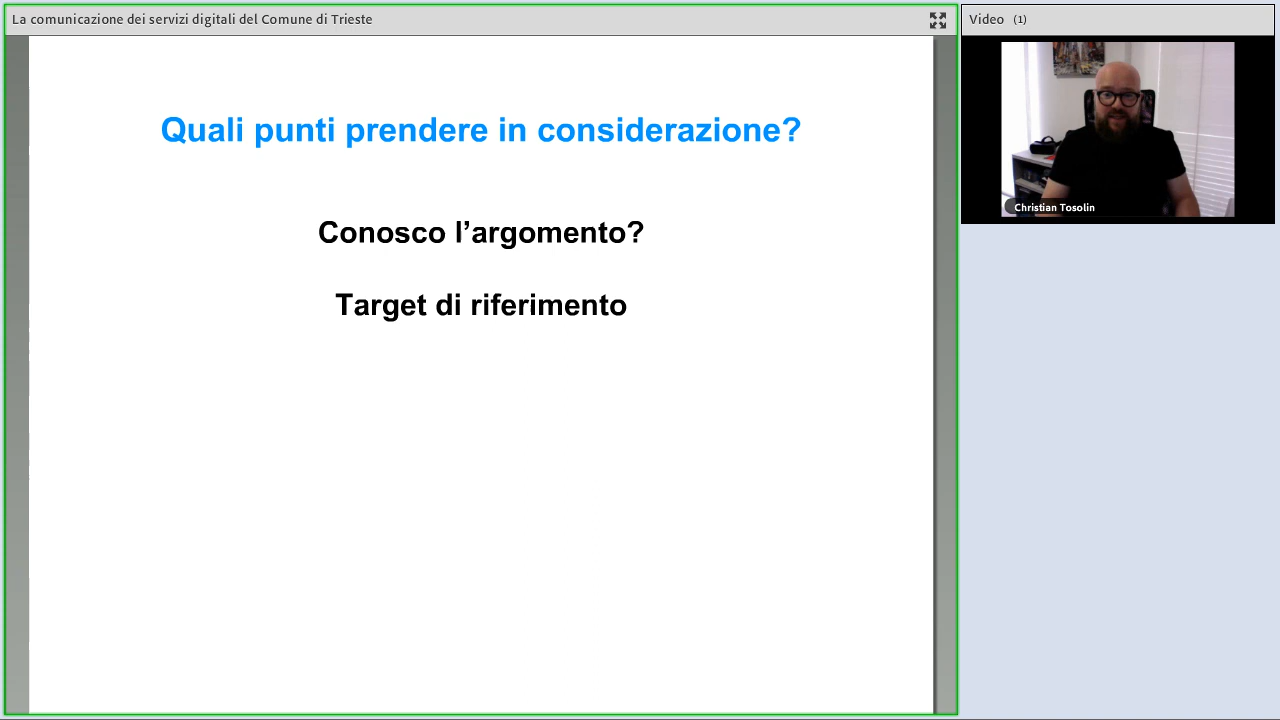 La comunicazione dei servizi digitali del Comune di Trieste
Video (1)
Quali punti prendere in considerazione?
Conosco l’argomento?
Target di riferimento
Christian Tosolin